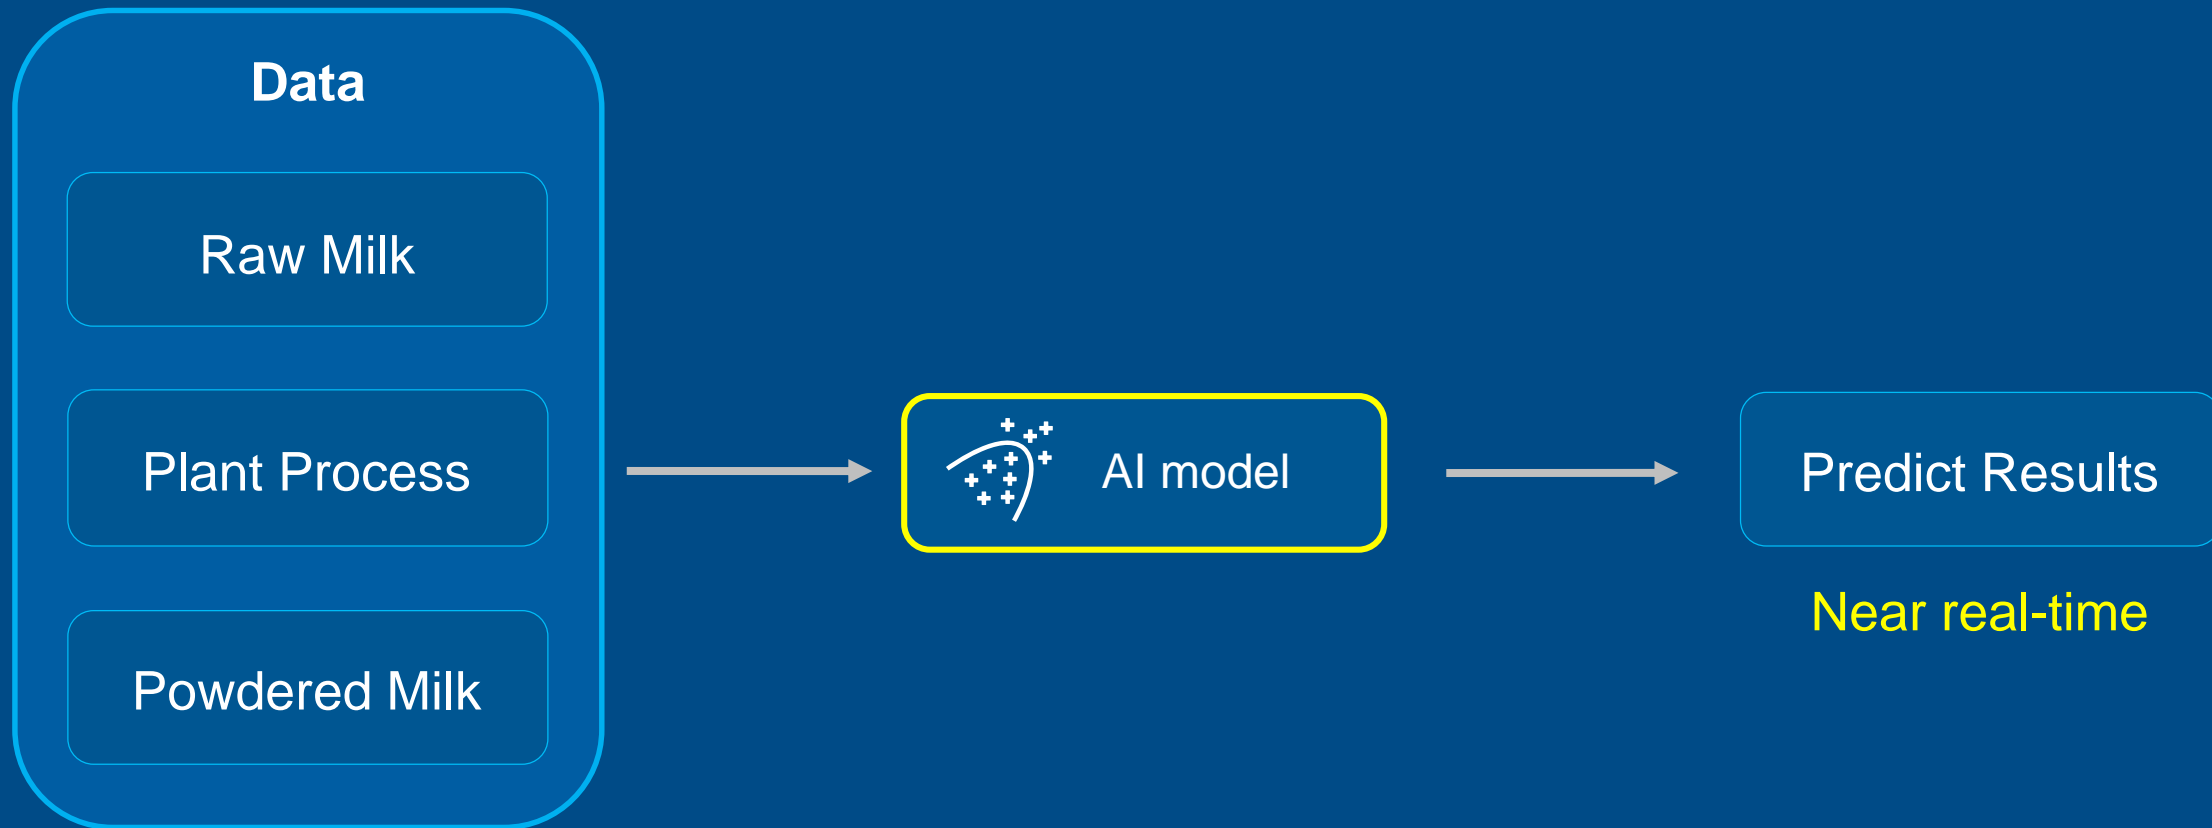 Data
Raw Milk
Plant Process
Powdered Milk
AI model
Predict Results
Near real-time